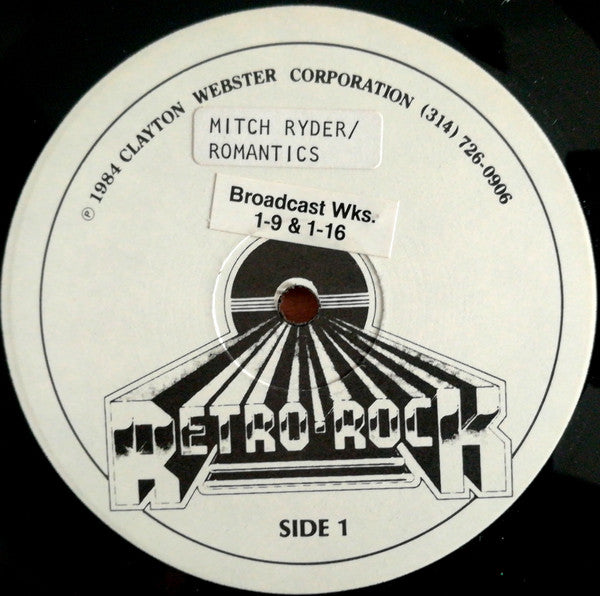 ℗ 1984 CLAYTON WEBSTER CORPORATION (314) 726-0906
MITCH RYDER/
ROMANTICS
Broadcast Wks.
1-9 & 1-16
RETRO-ROCK
SIDE 1